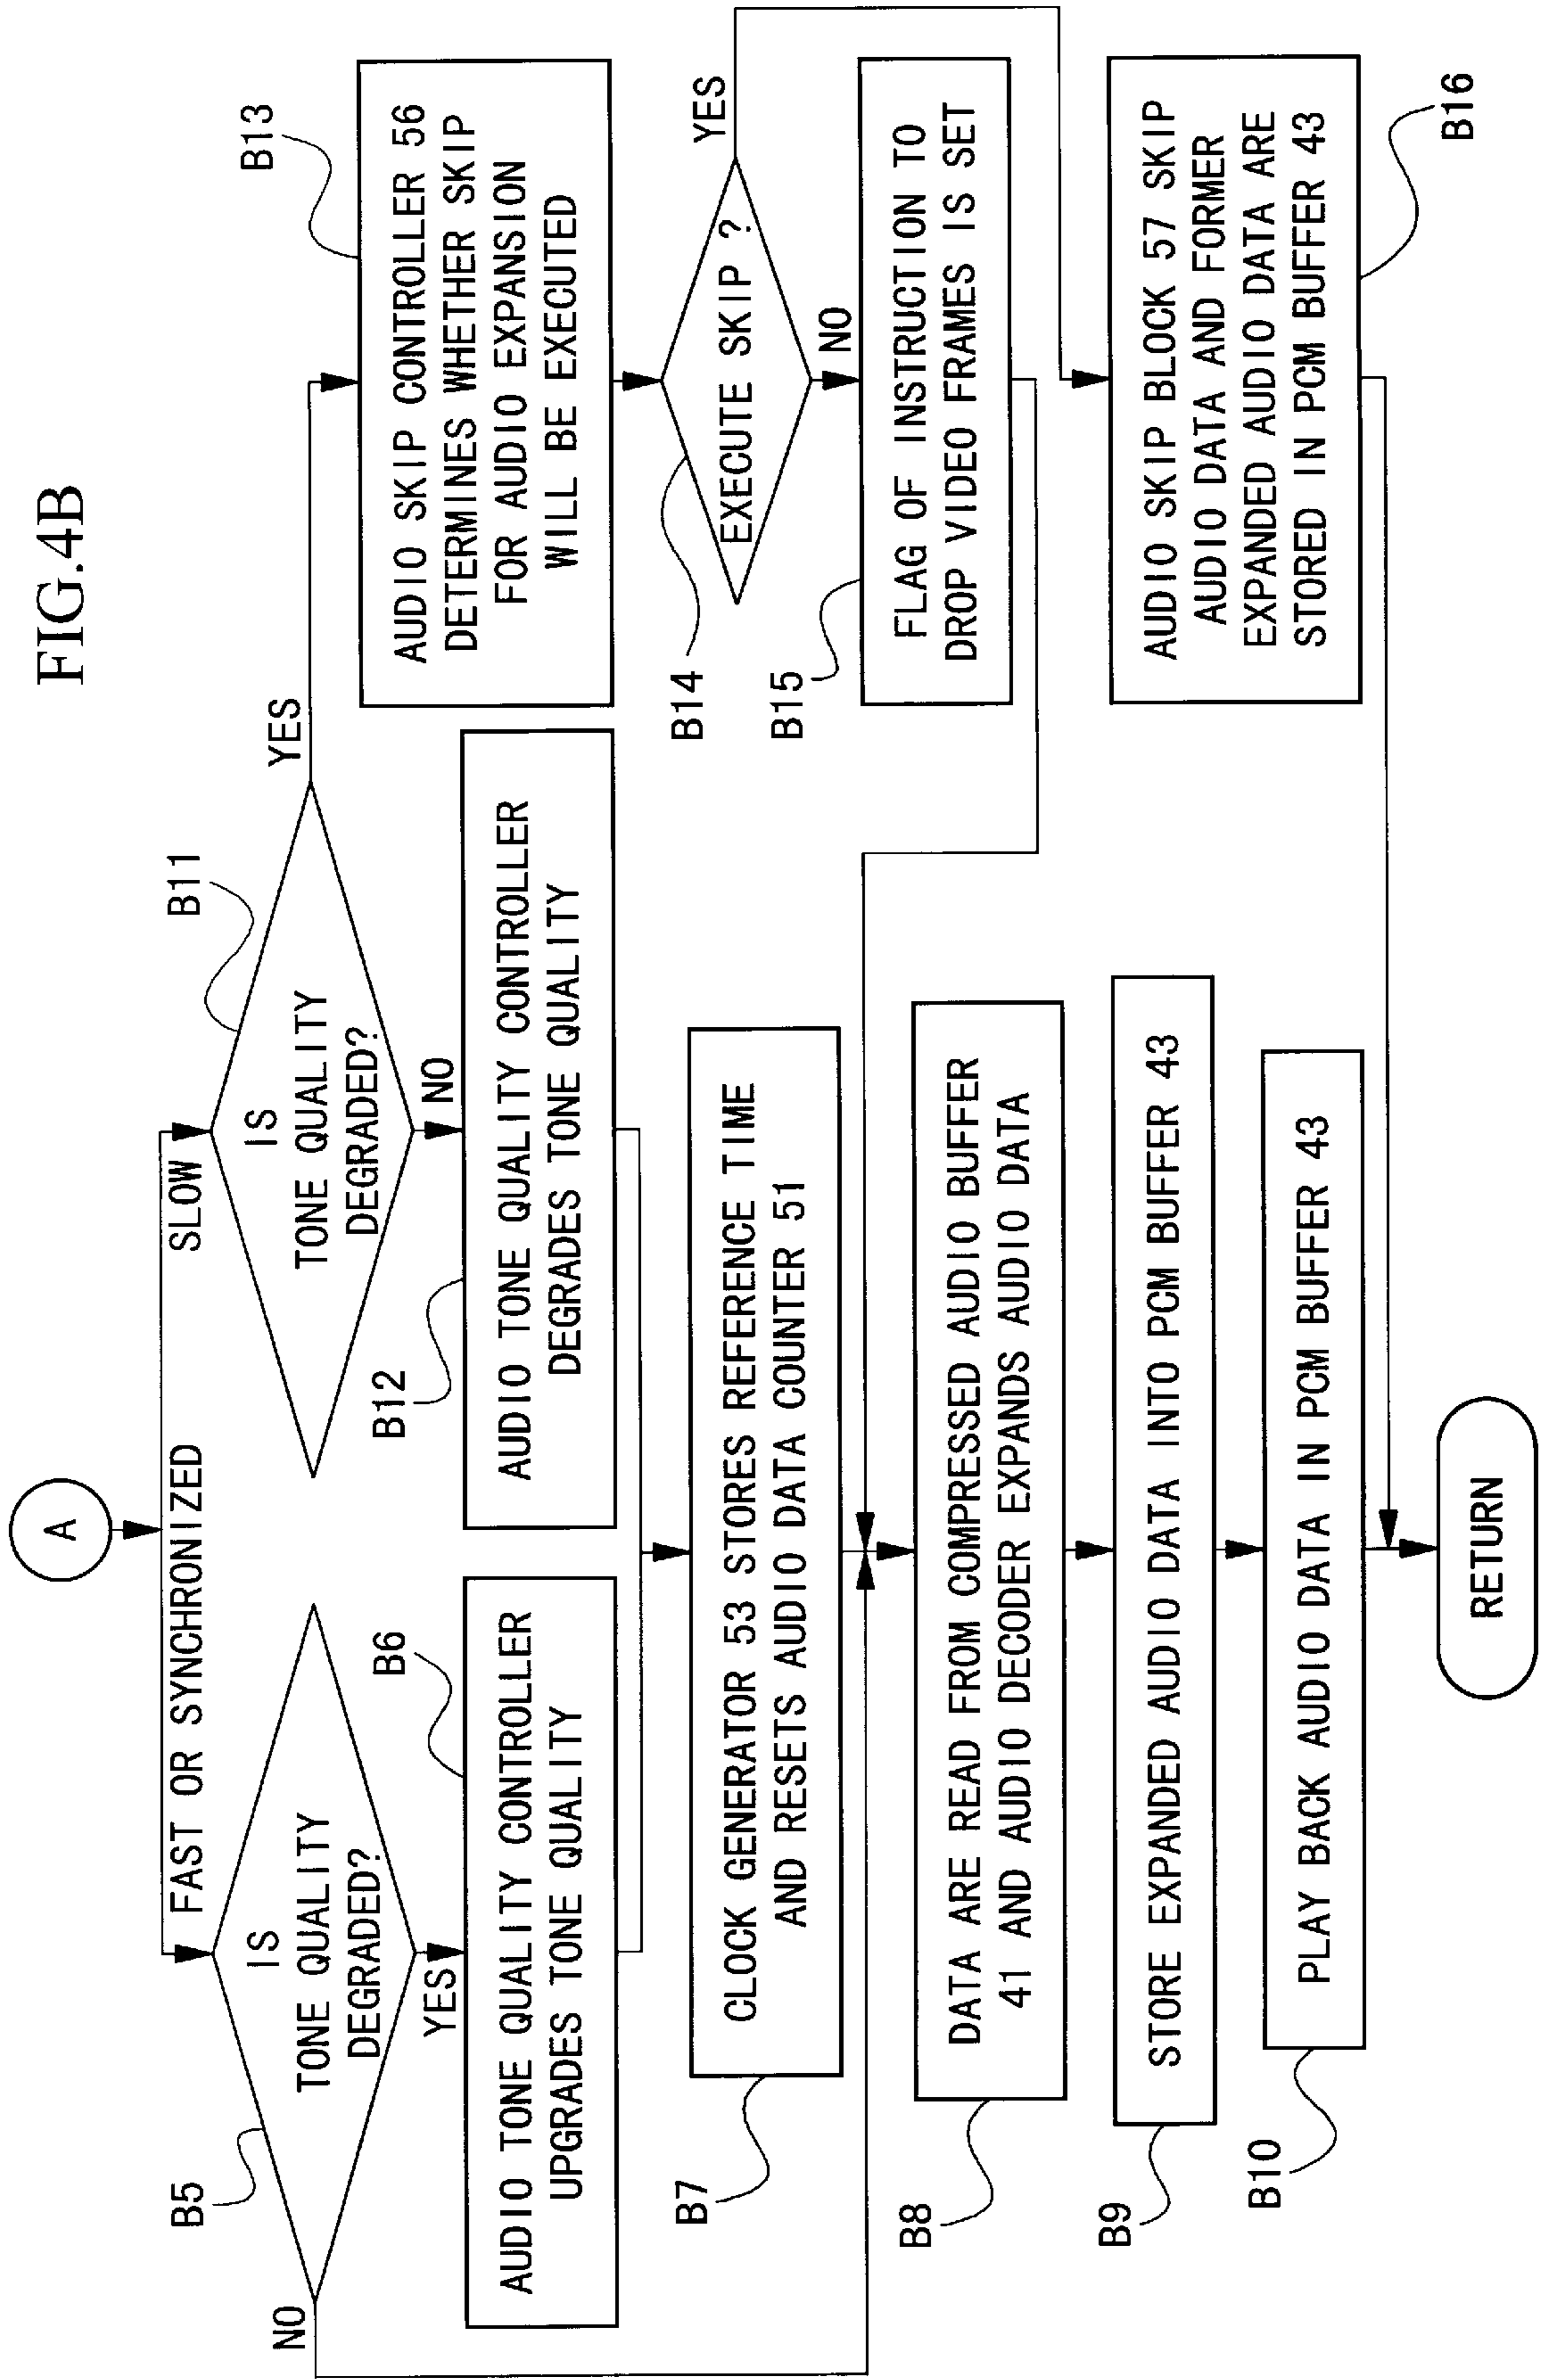 FIG.4B
A
FAST OR SYNCHRONIZED
SLOW
B5
IS
TONE QUALITY
DEGRADED?
NO
YES
B6
AUDIO TONE QUALITY CONTROLLER
UPGRADES TONE QUALITY
B11
IS
TONE QUALITY
DEGRADED?
YES
NO
B12
AUDIO TONE QUALITY CONTROLLER
DEGRADES TONE QUALITY
B13
AUDIO SKIP CONTROLLER 56
DETERMINES WHETHER SKIP
FOR AUDIO EXPANSION
WILL BE EXECUTED
B14
EXECUTE SKIP ?
YES
NO
B15
FLAG OF INSTRUCTION TO
DROP VIDEO FRAMES IS SET
B16
AUDIO SKIP BLOCK 57 SKIP
AUDIO DATA AND FORMER
EXPANDED AUDIO DATA ARE
STORED IN PCM BUFFER 43
B7
CLOCK GENERATOR 53 STORES REFERENCE TIME
AND RESETS AUDIO DATA COUNTER 51
B8
DATA ARE READ FROM COMPRESSED AUDIO BUFFER
41 AND AUDIO DECODER EXPANDS AUDIO DATA
B9
STORE EXPANDED AUDIO DATA INTO PCM BUFFER 43
B10
PLAY BACK AUDIO DATA IN PCM BUFFER 43
RETURN